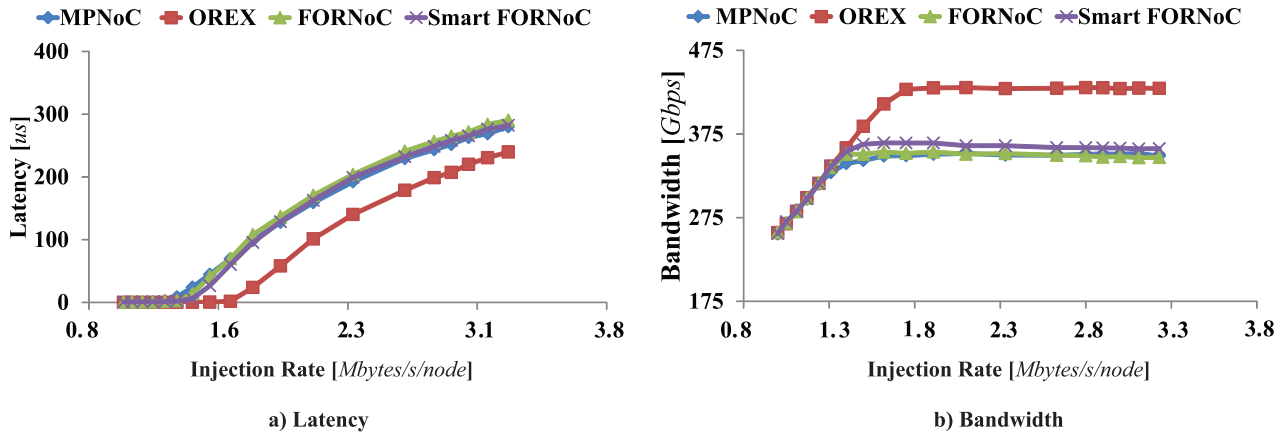 MPNoC OREX FORNoC Smart FORNoC
400
300
200
100
0
Latency [us]
0.8 1.6 2.3 3.1 3.8
Injection Rate [Mbytes/s/node]
a) Latency
MPNoC OREX FORNoC Smart FORNoC
475
375
275
175
Bandwidth [Gbps]
0.8 1.3 1.8 2.3 2.8 3.3 3.8
Injection Rate [Mbytes/s/node]
b) Bandwidth